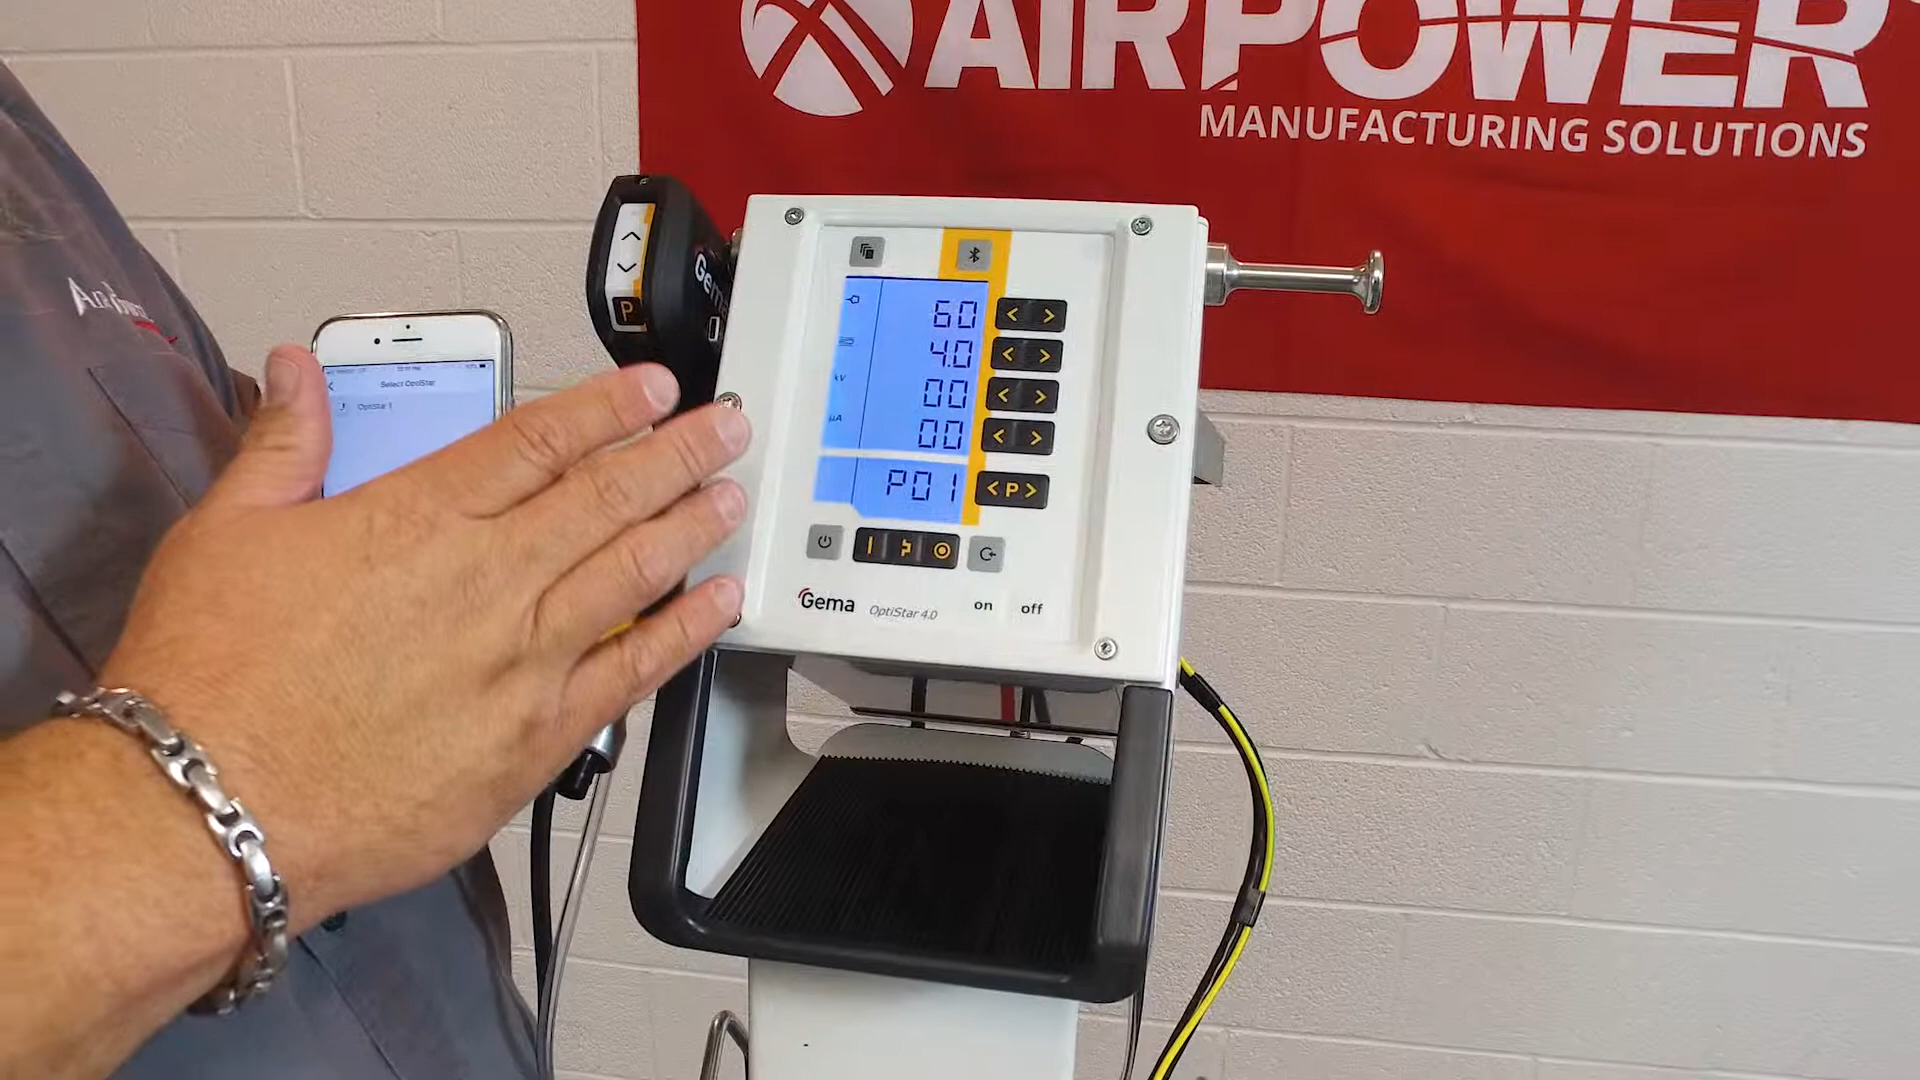 AIRPOWER
MANUFACTURING SOLUTIONS
Gema
P
60
4.0
kV 00
µA 00
P01
< >
< >
< >
< >
< P >
Gema OptiStar 4.0
on off
Select OptiStar
OptiStar 1